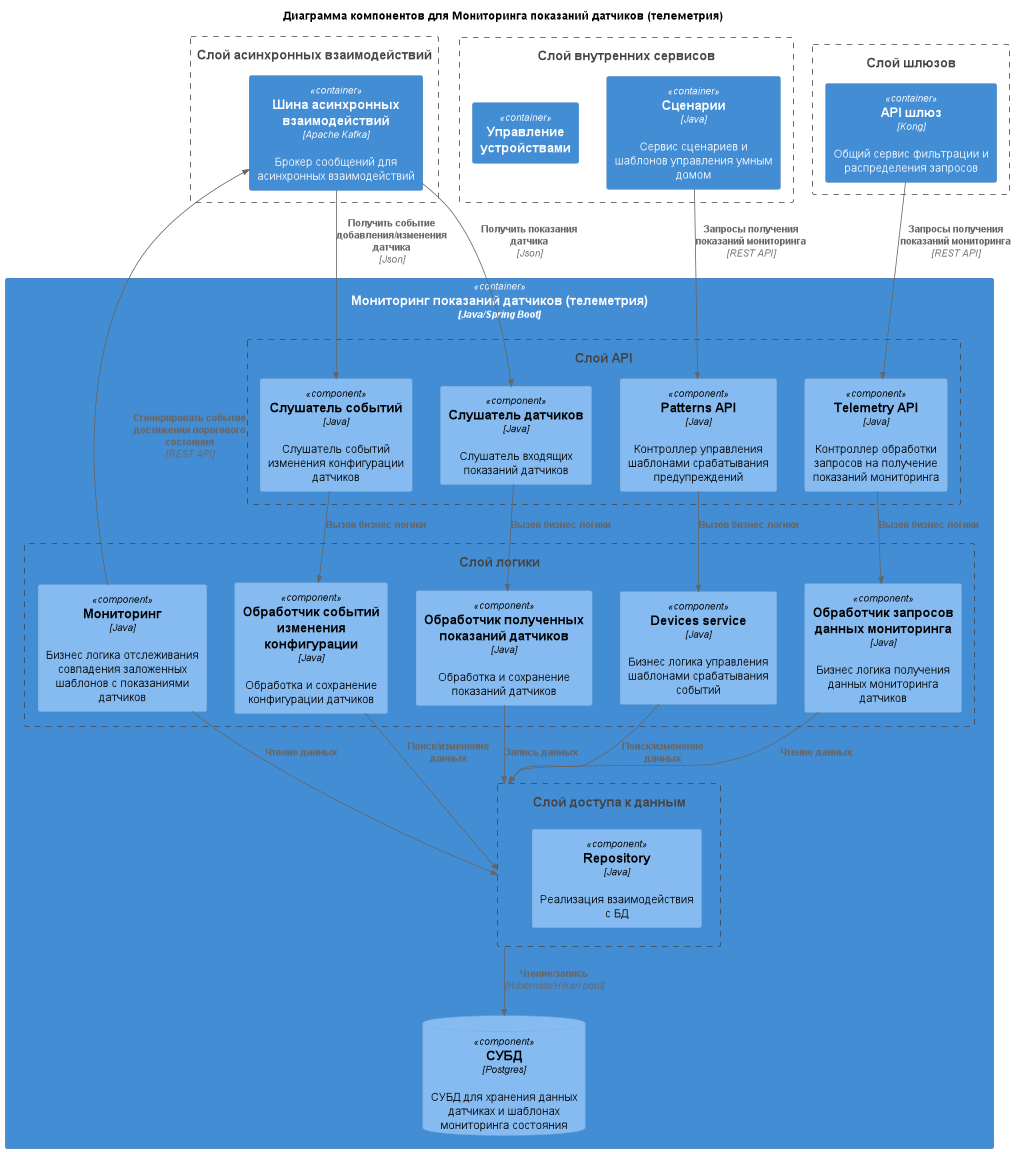 Диаграмма компонентов для Мониторинга показаний датчиков (телеметрия)
Слой асинхронных взаимодействий
«container»
Шина асинхронных
взаимодействий
[Apache Kafka]
Брокер сообщений для
асинхронных взаимодействий
Слой внутренних сервисов
«container»
Управление
устройствами
«container»
Сценарии
[Java]
Сервис сценариев и
шаблонов управления умным
домом
Слой шлюзов
«container»
API шлюз
[Kong]
Общий сервис фильтрации и
распределения запросов
Получить событие
добавления/изменения
датчика
[Json]
Получить показания
датчика
[Json]
Запросы получения
показаний мониторинга
[REST API]
Запросы получения
показаний мониторинга
[REST API]
«container»
Мониторинг показаний датчиков (телеметрия)
[Java/Spring Boot]
Слой API
«component»
Слушатель событий
[Java]
Слушатель событий
изменения конфигурации
датчиков
«component»
Слушатель датчиков
[Java]
Слушатель входящих
показаний датчиков
«component»
Patterns API
[Java]
Контроллер управления
шаблонами срабатывания
предупреждений
«component»
Telemetry API
[Java]
Контроллер обработки
запросов на получение
показаний мониторинга
Сгенерировать событие
достижения порогового
состояния
[REST API]
Вызов бизнес логики
Вызов бизнес логики
Вызов бизнес логики
Вызов бизнес логики
Слой логики
«component»
Мониторинг
[Java]
Бизнес логика отслеживания
совпадения заложенных
шаблонов с показаниями
датчиков
«component»
Обработчик событий
изменения
конфигурации
[Java]
Обработка и сохранение
конфигурации датчиков
«component»
Обработчик полученных
показаний датчиков
[Java]
Обработка и сохранение
показаний датчиков
«component»
Devices service
[Java]
Бизнес логика управления
шаблонами срабатывания
событий
«component»
Обработчик запросов
данных мониторинга
[Java]
Бизнес логика получения
данных мониторинга
датчиков
Чтение данных
Поиск/изменение
данных
Запись данных
Поиск/изменение
данных
Чтение данных
Слой доступа к данным
«component»
Repository
[Java]
Реализация взаимодействия
с БД
Чтение/запись
[Hibernate/Hikari pool]
«component»
СУБД
[Postgres]
СУБД для хранения данных
датчиках и шаблонах
мониторинга состояния